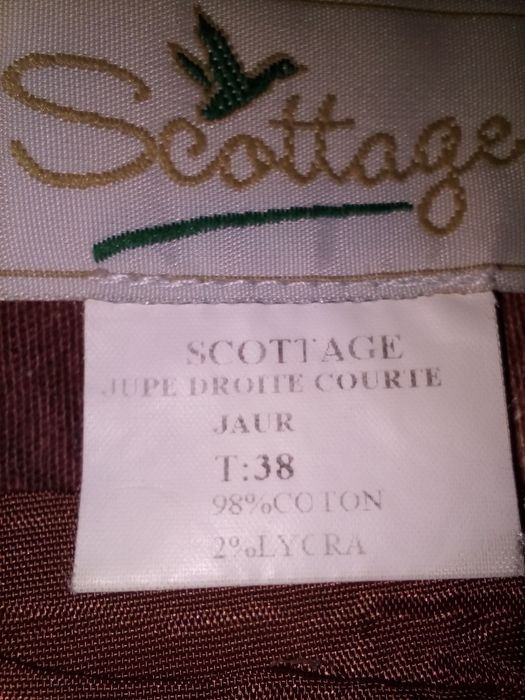 Scottage
SCOTTAGE
JUPE DROITE COURTE
JAUR
T:38
98%COTON
2%LYCRA